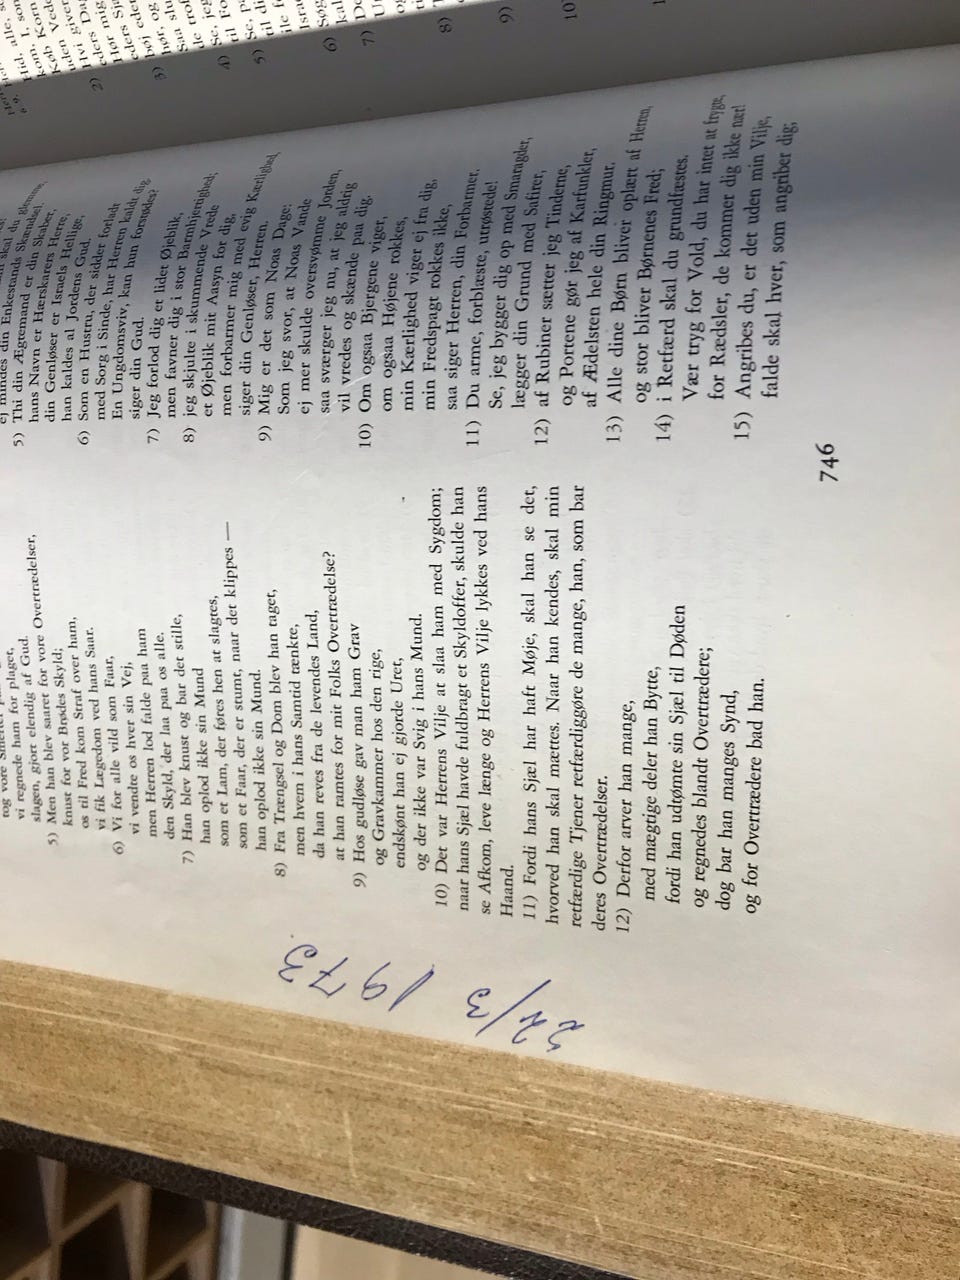 vi regnede ham for plaget,
slagen, gjort elendig af Gud.
5) Men han blev saaret for vore Overtrædelser,
knust for vor Brødes Skyld;
os til Fred kom Straf over ham,
vi fik Lægedom ved hans Saar.
6) Vi for alle vild som Faar,
vi vendte os hver sin Vej,
men Herren lod falde paa ham
den Skyld, der laa paa os alle.
7) Han blev knust og bar det stille,
han oplod ikke sin Mund
som et Lam, der føres hen at slagtes,
som et Faar, der er stumt, naar det klippes —
han oplod ikke sin Mund.
8) Fra Trængsel og Dom blev han taget,
men hvem i hans Samtid tænkte,
da han reves fra de levendes Land,
at han ramtes for mit Folks Overtrædelse?
9) Hos gudløse gav man ham Grav
og Gravkammer hos den rige,
endskønt han ej gjorde Uret,
og der ikke var Svig i hans Mund.
10) Det var Herrens Vilje at slaa ham med Sygdom;
naar hans Sjæl havde fuldbragt et Skyldoffer, skulde han
se Afkom, leve længe og Herrens Vilje lykkes ved hans
Haand.
11) Fordi hans Sjæl har haft Møje, skal han se det,
hvorved han skal mættes. Naar han kendes, skal min
retfærdige Tjener retfærdiggøre de mange, han, som bar
deres Overtrædelser.
12) Derfor arver han mange,
med mægtige deler han Bytte,
fordi han udtømte sin Sjæl til Døden
og regnedes blandt Overtrædere;
dog bar han manges Synd,
og for Overtrædere bad han.
22/3 1973
ej mindes din Enkestands Skændsel.
5) Thi din Ægtemand er din Skaber,
hans Navn er Hærskarers Herre,
din Genløser er Israels Hellige,
han kaldes al Jordens Gud.
6) Som en Hustru, der sidder forladt
med Sorg i Sinde, har Herren kaldt dig.
En Ungdomsviv, kan hun forstødes?
siger din Gud.
7) Jeg forlod dig et lidet Øjeblik,
men favner dig i stor Barmhjertighed;
8) jeg skjulte i skummende Vrede
et Øjeblik mit Aasyn for dig,
men forbarmer mig med evig Kærlighed,
siger din Genløser, Herren.
9) Mig er det som Noas Dage:
Som jeg svor, at Noas Vande
ej mer skulde oversvømme Jorden,
saa sværger jeg nu, at jeg aldrig
vil vredes og skænde paa dig.
10) Om ogsaa Bjergene viger,
om ogsaa Højene rokkes,
min Kærlighed viger ej fra dig,
min Fredspagt rokkes ikke,
saa siger Herren, din Forbarmer.
11) Du arme, forblæste, utrøstede!
Se, jeg bygger dig op med Smaragder,
lægger din Grund med Safirer,
12) af Rubiner sætter jeg Tinderne,
og Portene gør jeg af Karfunkler,
af Ædelsten hele din Ringmur.
13) Alle dine Børn bliver oplært af Herren,
og stor bliver Børnenes Fred;
14) i Retfærd skal du grundfæstes.
Vær tryg for Vold, du har intet at frygte,
for Rædsler, de kommer dig ikke nær!
15) Angribes du, er det uden min Vilje,
falde skal hver, som angriber dig;
746
2)
3)
4)
5)
6)
7)
8)
9)
10)